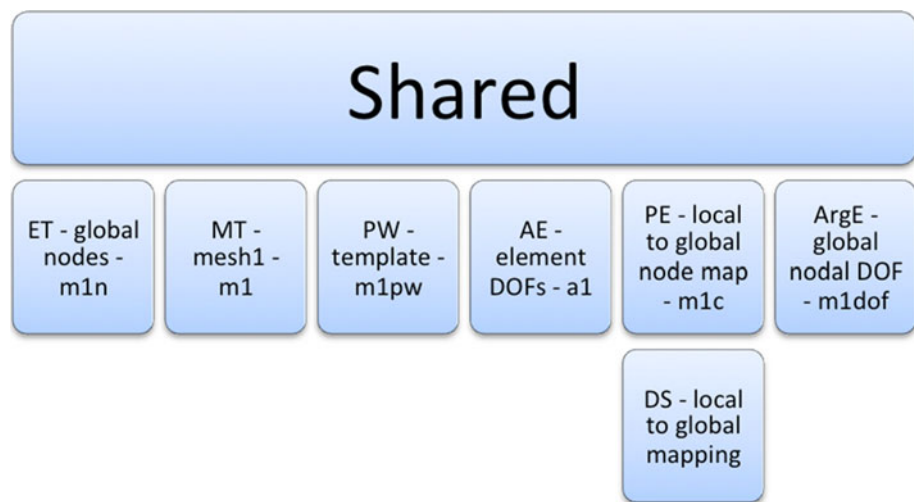 Shared
ET - global
nodes -
m1n
MT -
mesh1 -
m1
PW -
template -
m1pw
AE -
element
DOFs - a1
PE - local
to global
node map
- m1c
ArgE -
global
nodal DOF
- m1dof
DS - local
to global
mapping